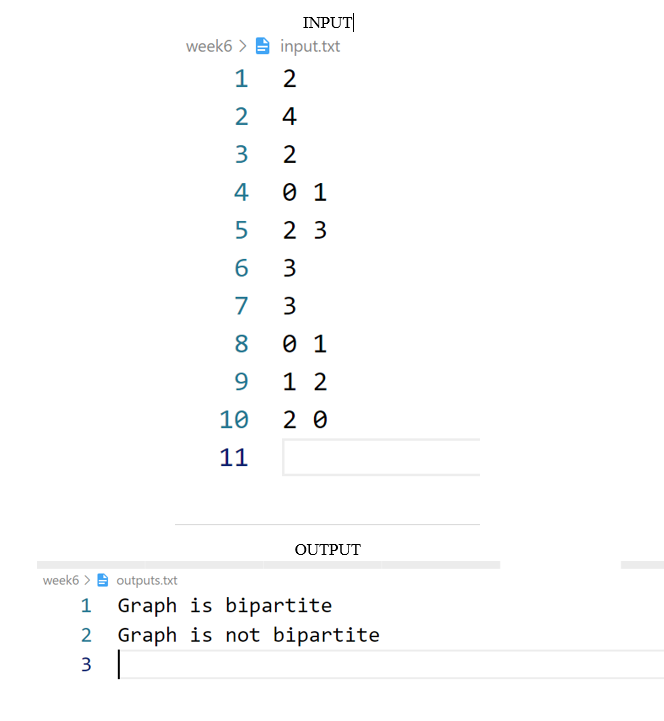 INPUT
week6 > input.txt
1 2
2 4
3 2
4 0 1
5 2 3
6 3
7 3
8 0 1
9 1 2
10 2 0
11
OUTPUT
week6 > outputs.txt
1 Graph is bipartite
2 Graph is not bipartite
3